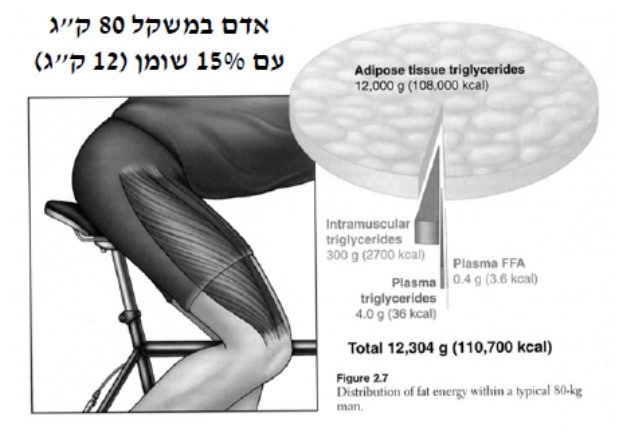 אדם במשקל 80 ק״ג
עם 15% שומן (12 ק״ג)
Adipose tissue triglycerides
12,000 g (108,000 kcal)
Intramuscular
triglycerides
300 g (2700 kcal)
Plasma FFA
0.4 g (3.6 kcal)
Plasma
triglycerides
4.0 g (36 kcal)
Total 12,304 g (110,700 kcal)
Figure 2.7
Distribution of fat energy within a typical 80-kg
man.